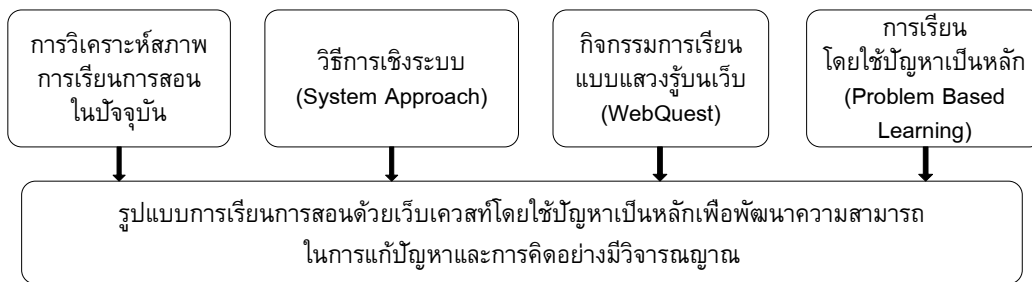 การวิเคราะห์สภาพ
การเรียนการสอน
ในปัจจุบัน
วิธีการเชิงระบบ
(System Approach)
กิจกรรมการเรียน
แบบแสวงรู้บนเว็บ
(WebQuest)
การเรียน
โดยใช้ปัญหาเป็นหลัก
(Problem Based
Learning)
รูปแบบการเรียนการสอนด้วยเว็บเควสท์โดยใช้ปัญหาเป็นหลักเพื่อพัฒนาความสามารถ
ในการแก้ปัญหาและการคิดอย่างมีวิจารณญาณ